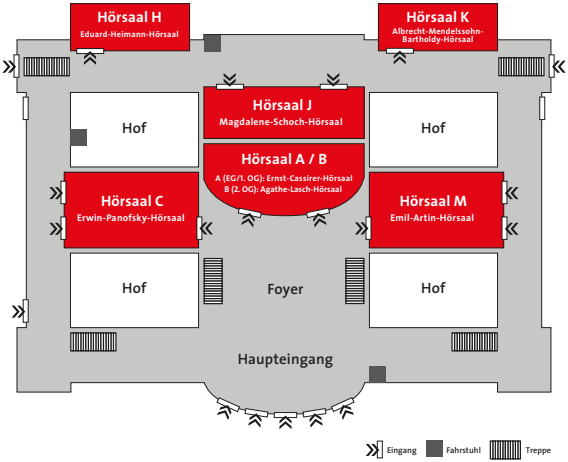 Hörsaal H
Eduard-Heimann-Hörsaal
Hörsaal K
Albrecht-Mendelssohn-
Bartholdy-Hörsaal
Hof
Hörsaal J
Magdalene-Schoch-Hörsaal
Hof
Hörsaal A / B
A (EG/1. OG): Ernst-Cassirer-Hörsaal
B (2. OG): Agathe-Lasch-Hörsaal
Hörsaal C
Erwin-Panofsky-Hörsaal
Hörsaal M
Emil-Artin-Hörsaal
Hof
Foyer
Hof
Haupteingang
Eingang
Fahrstuhl
Treppe